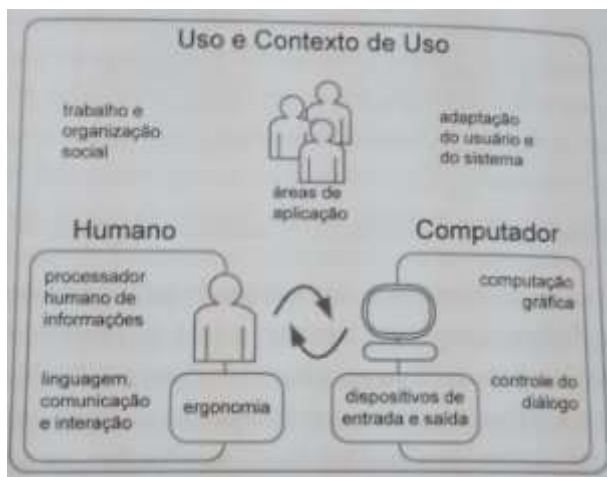 Uso e Contexto de Uso
trabalho e
organização
social
áreas de
aplicação
adaptação
do usuário e
do sistema
Humano
processador
humano de
informações
linguagem,
comunicação
e interação
ergonomia
Computador
computação
gráfica
dispositivos de
entrada e saída
controle do
diálogo